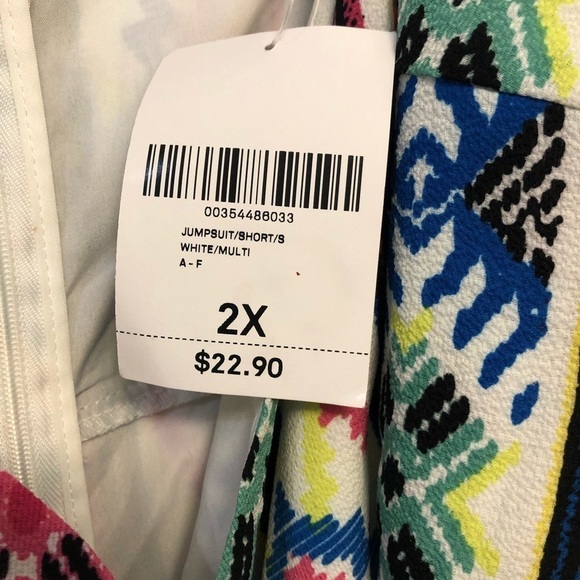 00354486033
JUMPSUIT/SHORT/S
WHITE/MULTI
A-F
2X
$22.90